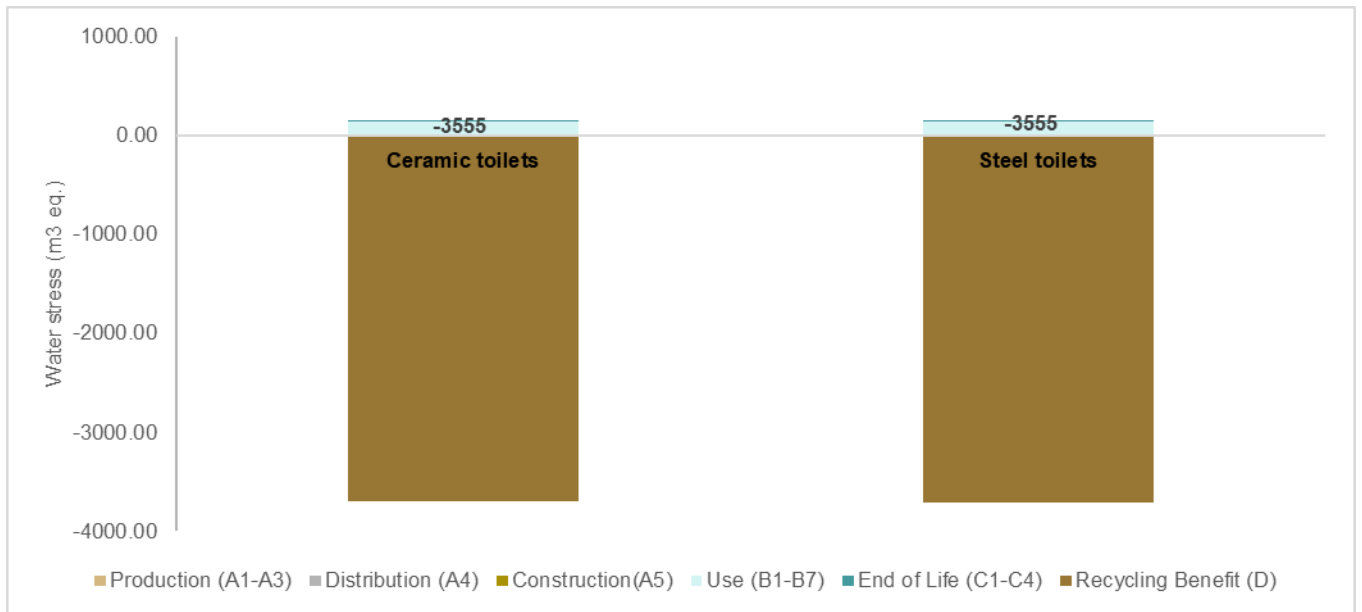 1000.00
0.00
-1000.00
-2000.00
-3000.00
-4000.00
Water stress (m3 eq.)
-3555
-3555
Ceramic toilets
Steel toilets
Production (A1-A3)
Distribution (A4)
Construction(A5)
Use (B1-B7)
End of Life (C1-C4)
Recycling Benefit (D)